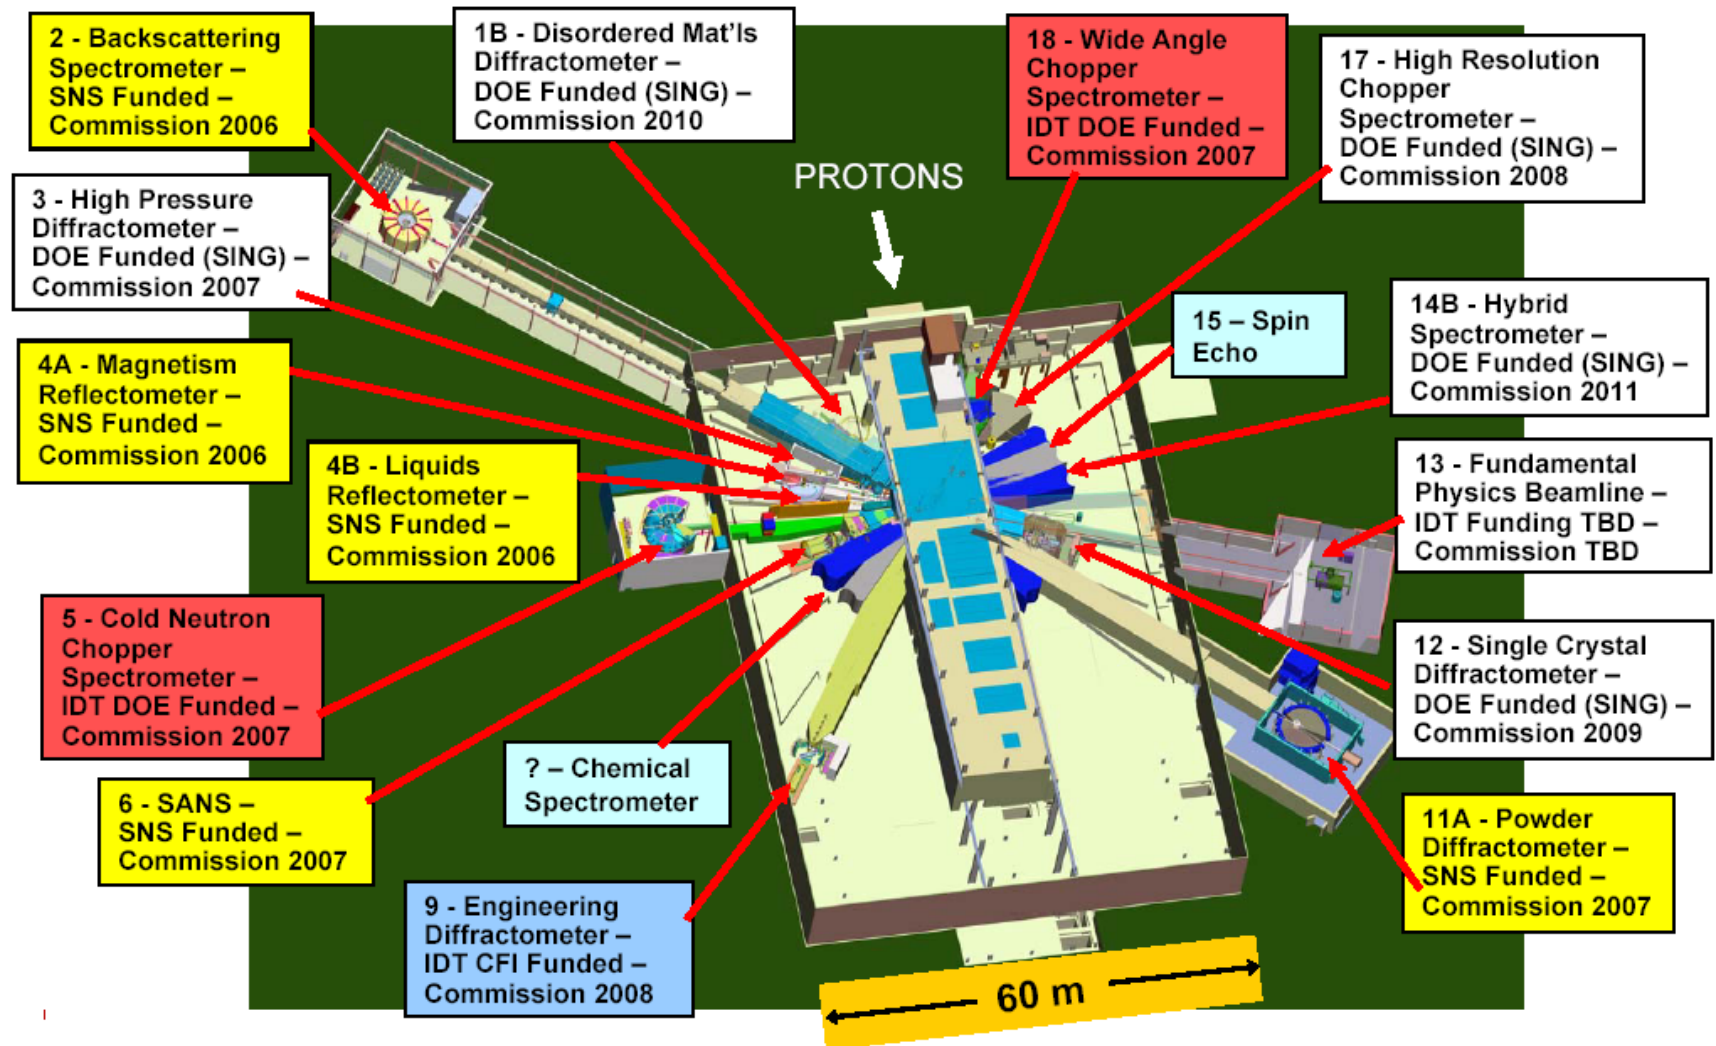 2 - Backscattering
Spectrometer –
SNS Funded –
Commission 2006
1B - Disordered Mat'ls
Diffractometer –
DOE Funded (SING) –
Commission 2010
18 - Wide Angle
Chopper
Spectrometer –
IDT DOE Funded –
Commission 2007
17 - High Resolution
Chopper
Spectrometer –
DOE Funded (SING) –
Commission 2008
PROTONS
3 - High Pressure
Diffractometer –
DOE Funded (SING) –
Commission 2007
15 – Spin
Echo
14B - Hybrid
Spectrometer –
DOE Funded (SING) –
Commission 2011
4A - Magnetism
Reflectometer –
SNS Funded –
Commission 2006
4B - Liquids
Reflectometer –
SNS Funded –
Commission 2006
13 - Fundamental
Physics Beamline –
IDT Funding TBD –
Commission TBD
5 - Cold Neutron
Chopper
Spectrometer –
IDT DOE Funded –
Commission 2007
12 - Single Crystal
Diffractometer –
DOE Funded (SING) –
Commission 2009
? – Chemical
Spectrometer
6 - SANS –
SNS Funded –
Commission 2007
11A - Powder
Diffractometer –
SNS Funded –
Commission 2007
9 - Engineering
Diffractometer –
IDT CFI Funded –
Commission 2008
60 m